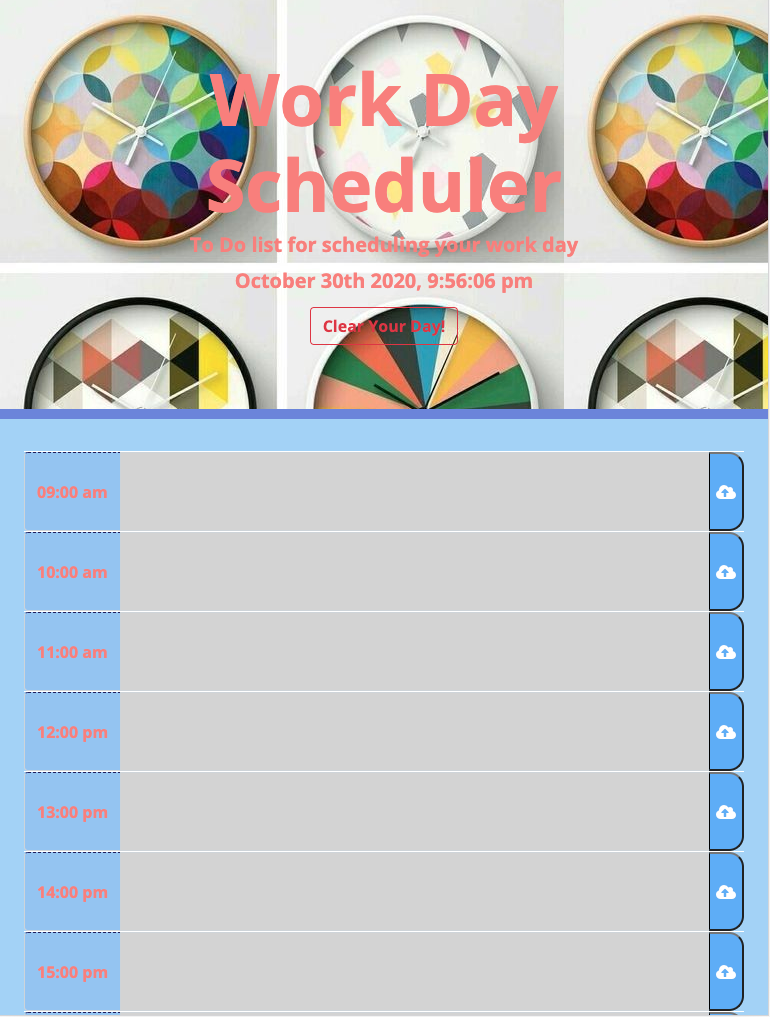 Work Day
Scheduler
To Do list for scheduling your work day
October 30th 2020, 9:56:06 pm
Clear Your Day!
09:00 am
10:00 am
11:00 am
12:00 pm
13:00 pm
14:00 pm
15:00 pm